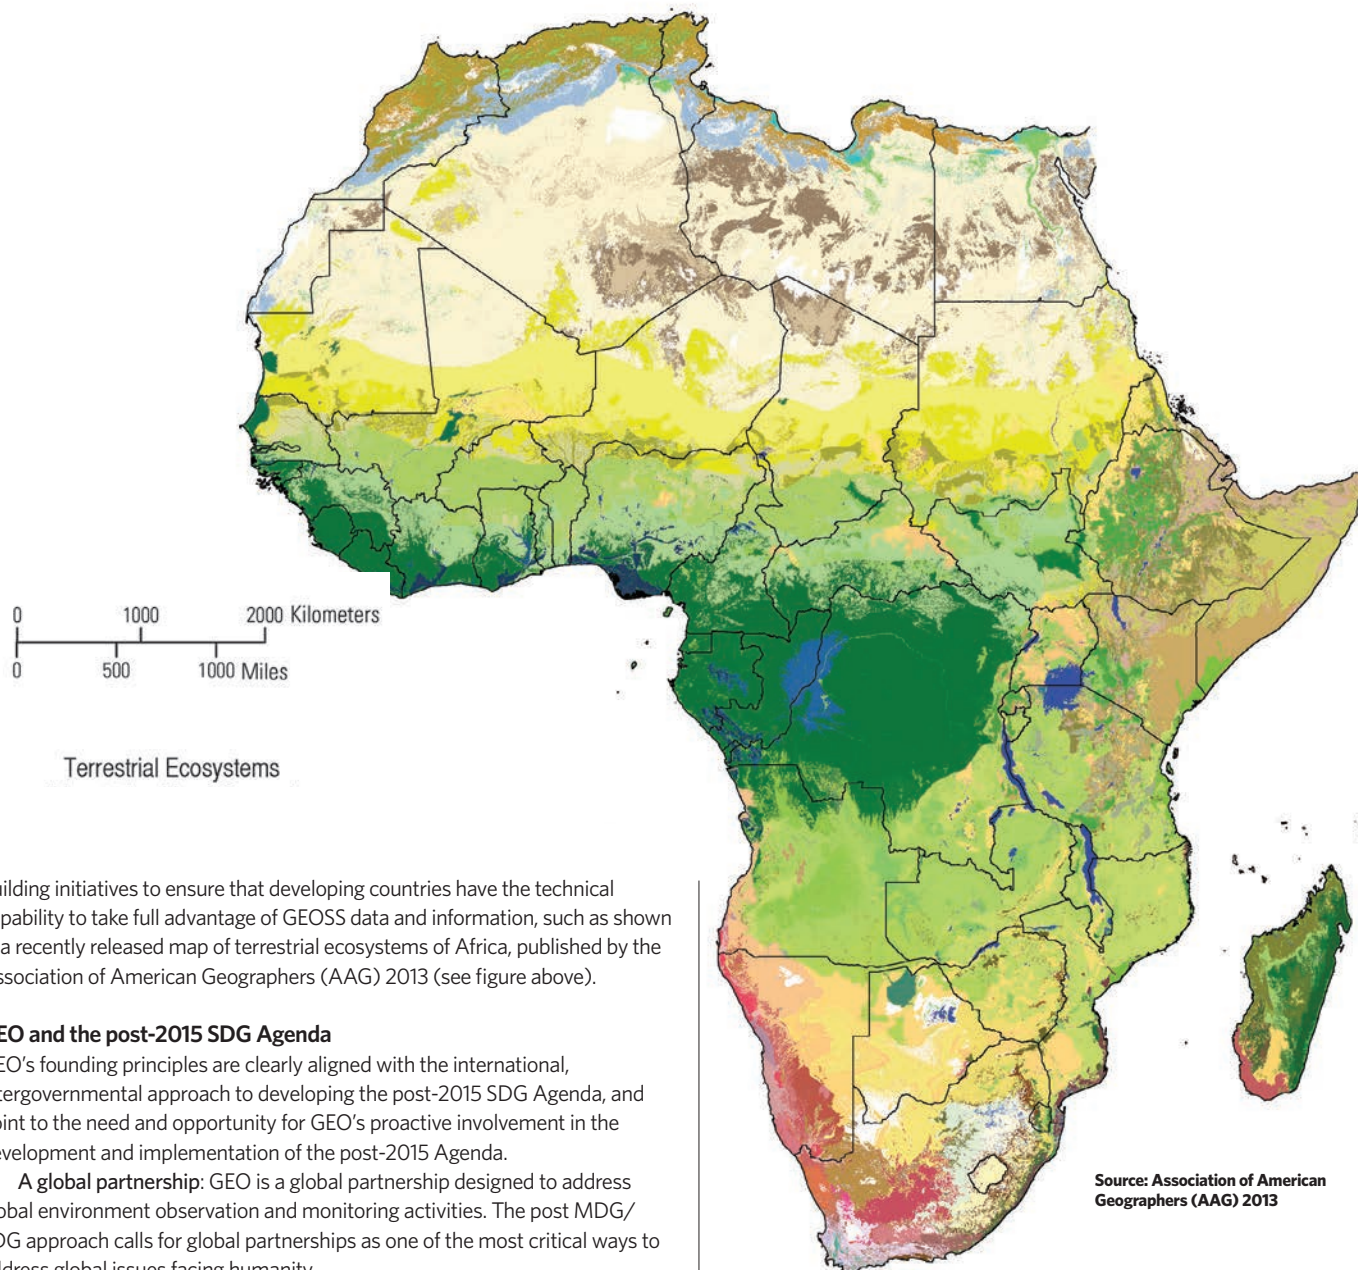 0 1000 2000 Kilometers
0 500 1000 Miles
Terrestrial Ecosystems
uilding initiatives to ensure that developing countries have the technical
pability to take full advantage of GEOSS data and information, such as shown
a recently released map of terrestrial ecosystems of Africa, published by the
ssociation of American Geographers (AAG) 2013 (see figure above).
EO and the post-2015 SDG Agenda
EO's founding principles are clearly aligned with the international,
tergovernmental approach to developing the post-2015 SDG Agenda, and
oint to the need and opportunity for GEO's proactive involvement in the
evelopment and implementation of the post-2015 Agenda.
A global partnership: GEO is a global partnership designed to address
obal environment observation and monitoring activities. The post MDG/
DG approach calls for global partnerships as one of the most critical ways to
ddress global issues facing humanity.
Source: Association of American
Geographers (AAG) 2013